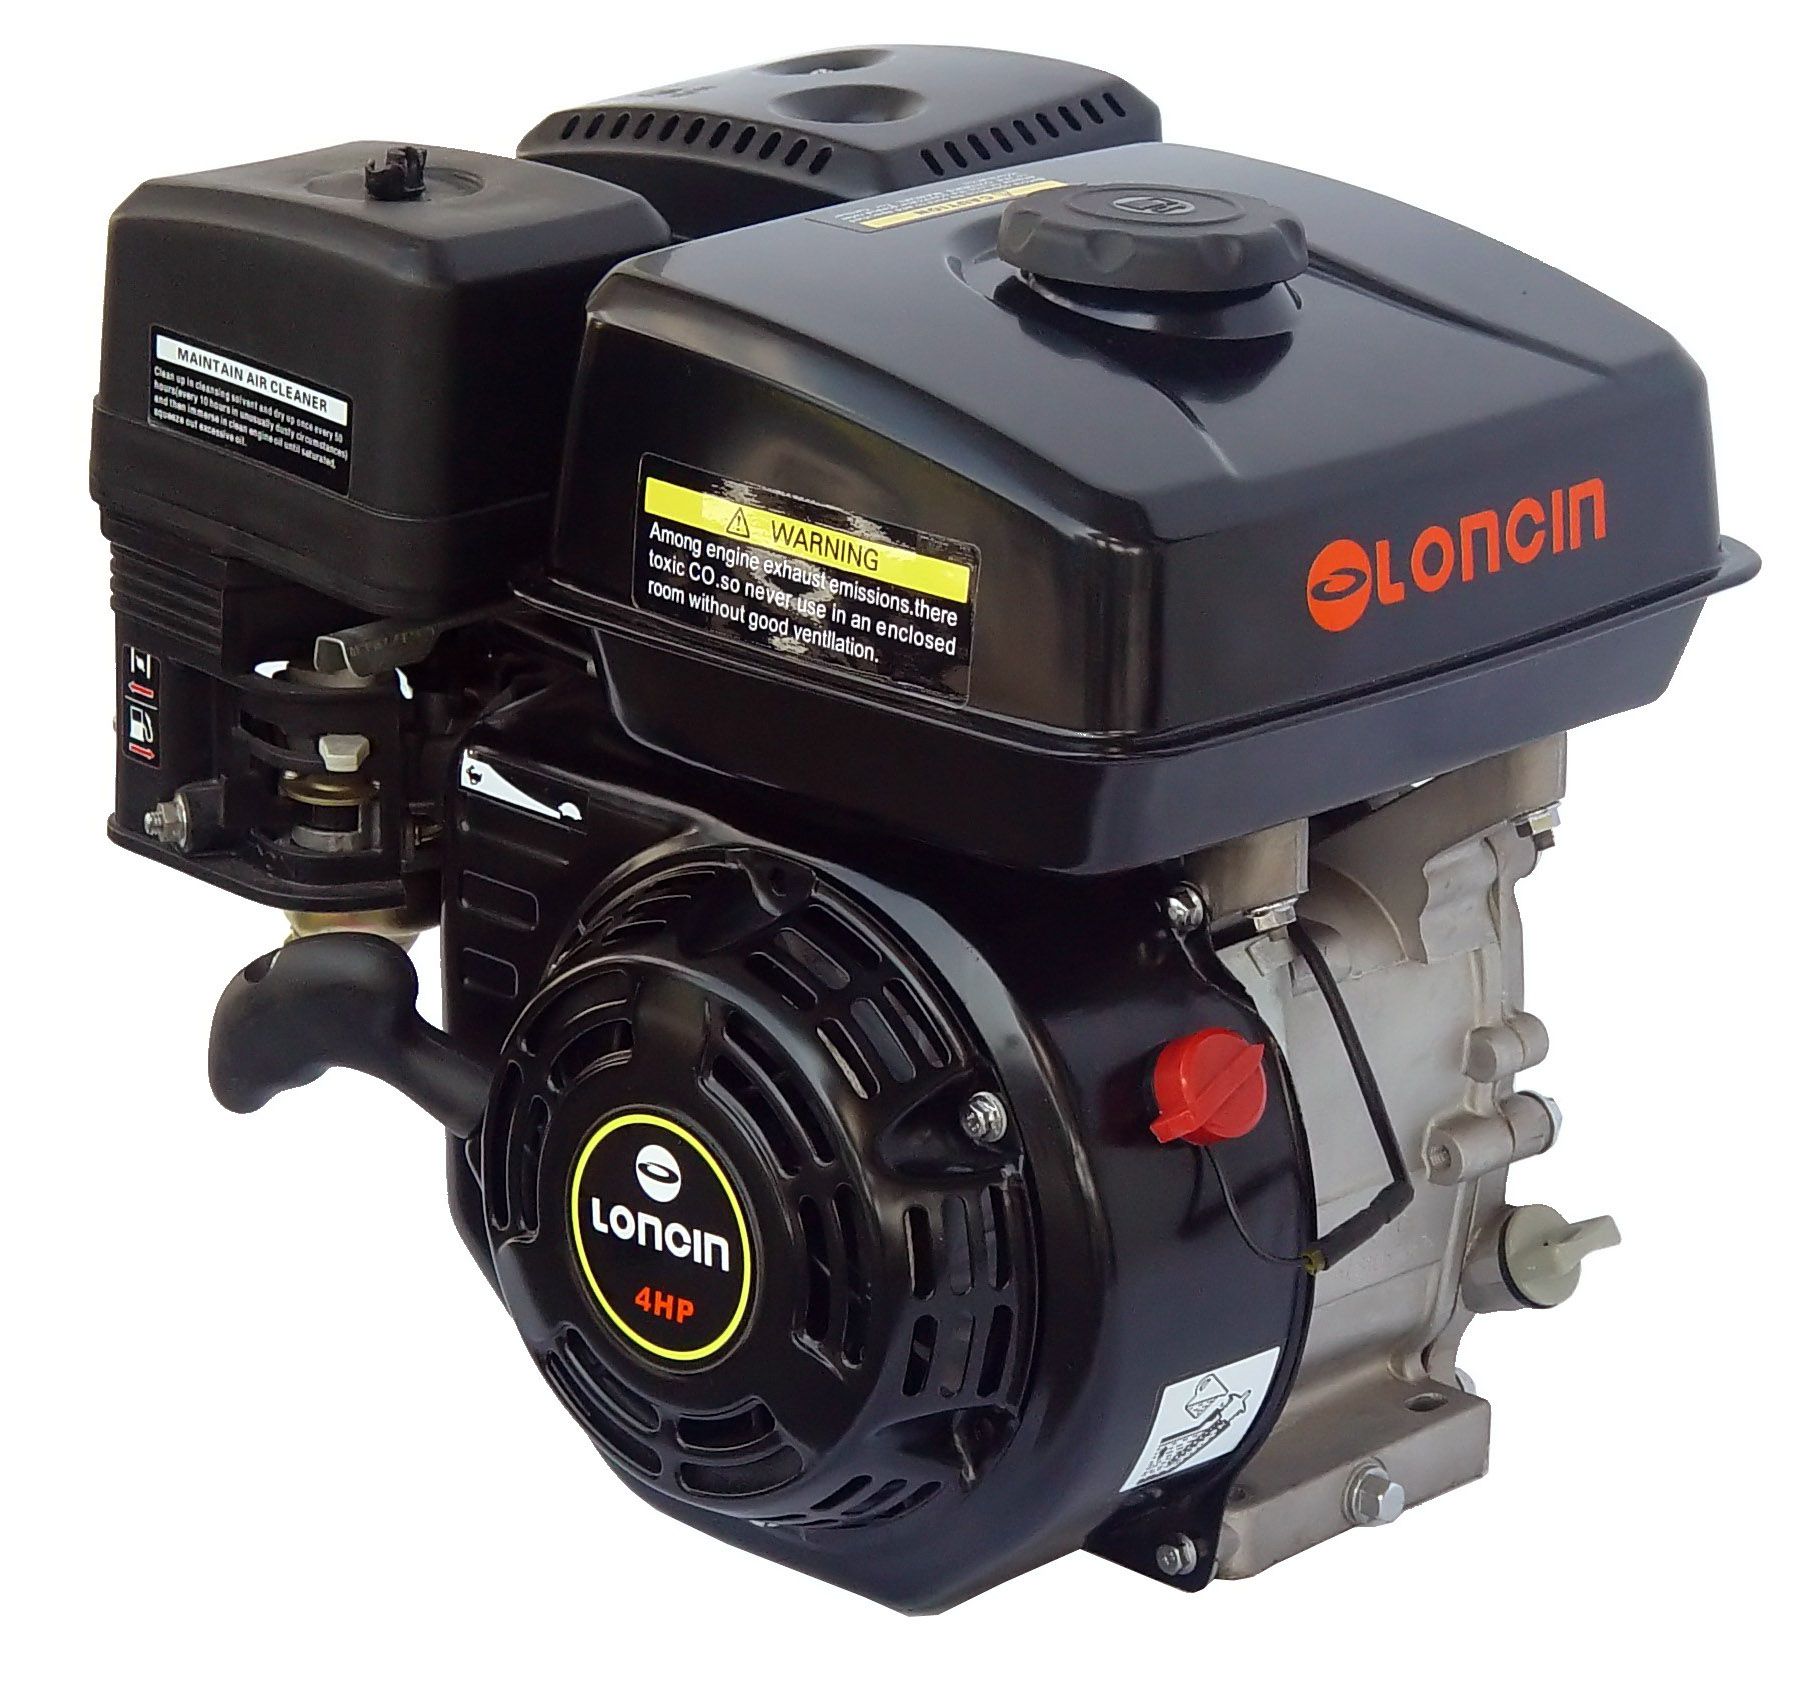 CAUTION
MAINTAIN AIR CLEANER
Clean up in cleansing solvent and dry up once every 50
hours(every 10 hours in unusually dusty circumstances)
and then immerse in clean engine oil until saturated,
squeeze out excessive oil.
WARNING
Among engine exhaust emissions.there
toxic CO.so never use in an enclosed
room without good ventllation.
LONCIN
LONCIN
4HP